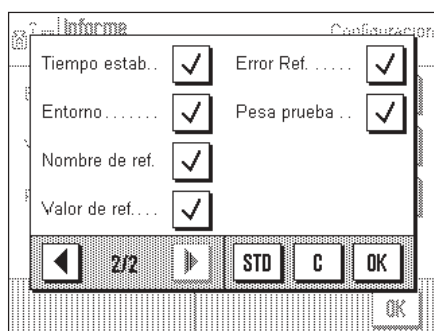 Informe
Configuracion
Tiempo estab..
Error Ref. .....
Entorno.......
Pesa prueba ..
Nombre de ref.
Valor de ref....
2/2
STD
C
OK
OK